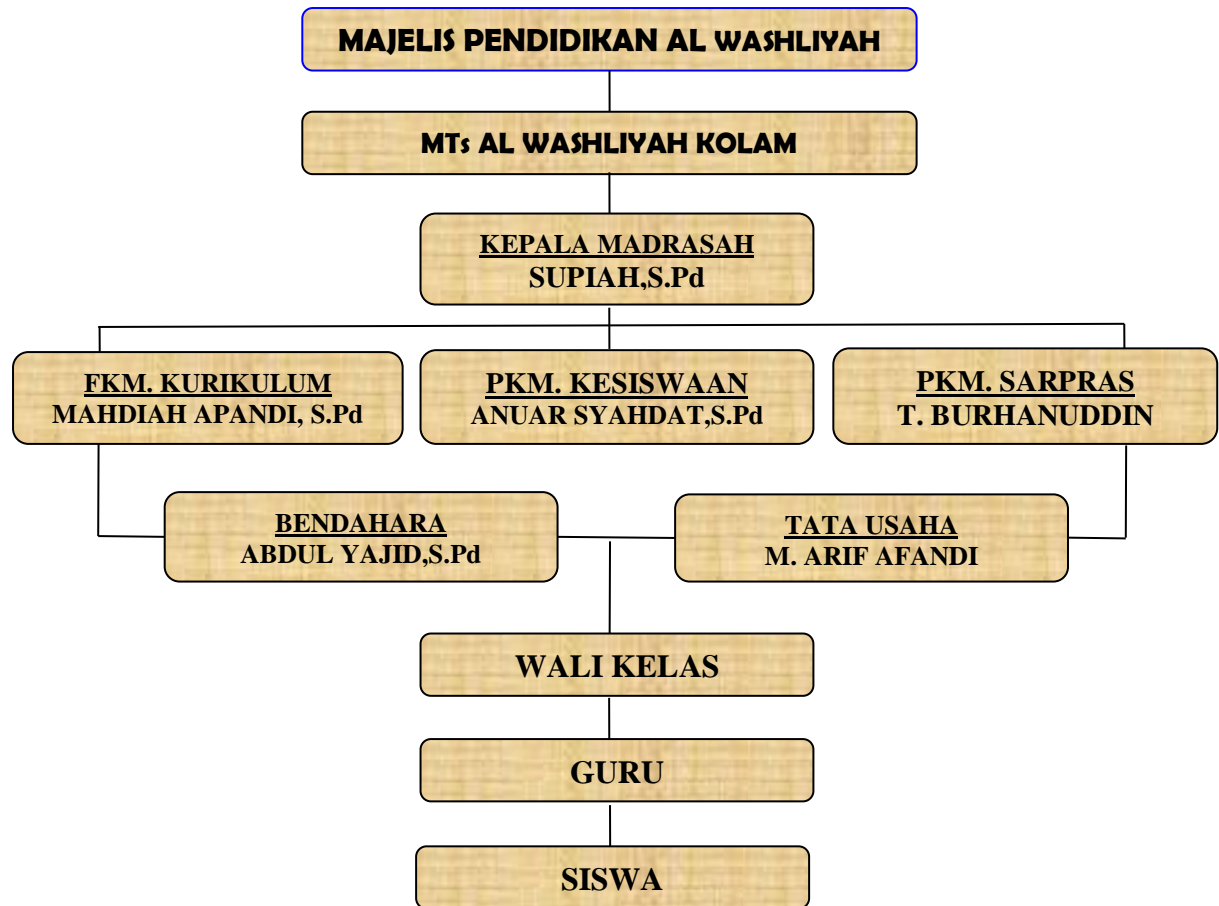 MAJELIS PENDIDIKAN AL WASHLIYAH
MTs AL WASHLIYAH KOLAM
KEPALA MADRASAH
SUPIAH,S.Pd
FKM. KURIKULUM
MAHDIAH APANDI, S.Pd
PKM. KESISWAAN
ANUAR SYAHDAT,S.Pd
PKM. SARPRAS
T. BURHANUDDIN
BENDAHARA
ABDUL YAJID,S.Pd
TATA USAHA
M. ARIF AFANDI
WALI KELAS
GURU
SISWA